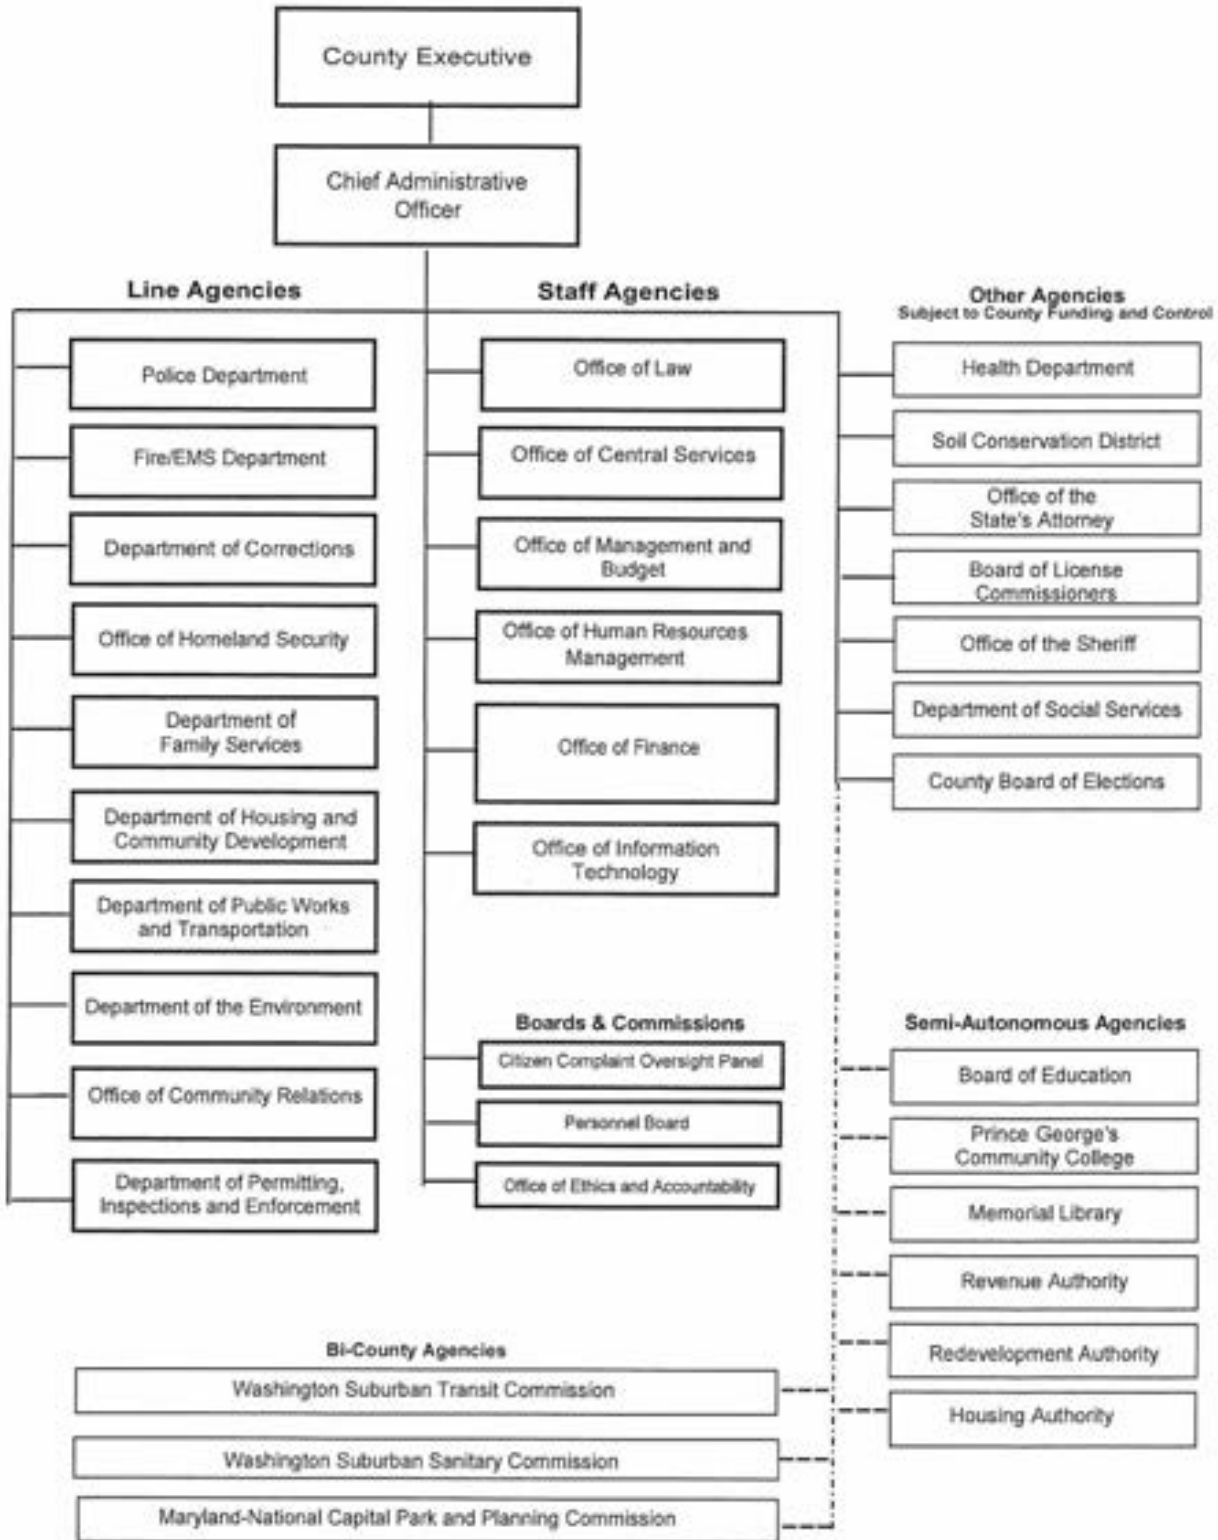 County Executive
Chief Administrative
Officer
Line Agencies
Police Department
Fire/EMS Department
Department of Corrections
Office of Homeland Security
Department of
Family Services
Department of Housing and
Community Development
Department of Public Works
and Transportation
Department of the Environment
Office of Community Relations
Department of Permitting,
Inspections and Enforcement
Staff Agencies
Office of Law
Office of Central Services
Office of Management and
Budget
Office of Human Resources
Management
Office of Finance
Office of Information
Technology
Boards & Commissions
Citizen Complaint Oversight Panel
Personnel Board
Office of Ethics and Accountability
Other Agencies
Subject to County Funding and Control
Health Department
Soil Conservation District
Office of the
State's Attorney
Board of License
Commissioners
Office of the Sheriff
Department of Social Services
County Board of Elections
Semi-Autonomous Agencies
Board of Education
Prince George's
Community College
Memorial Library
Revenue Authority
Redevelopment Authority
Housing Authority
Bi-County Agencies
Washington Suburban Transit Commission
Washington Suburban Sanitary Commission
Maryland-National Capital Park and Planning Commission